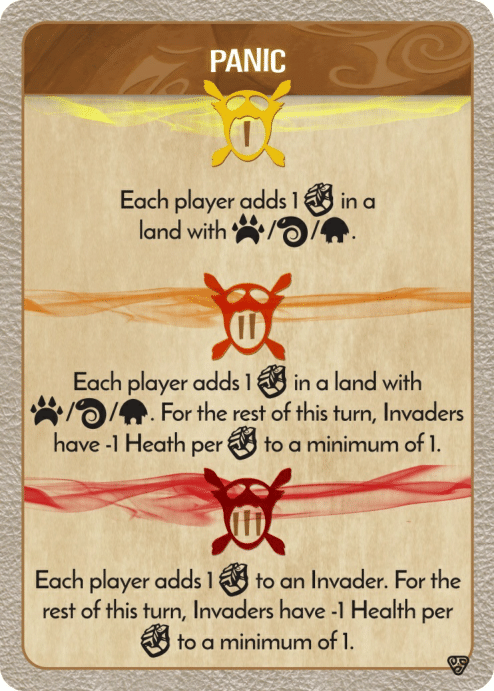 PANIC
I
Each player adds 1 in a
land with / / .
II
Each player adds 1 in a land with
/ / . For the rest of this turn, Invaders
have -1 Heath per to a minimum of 1.
III
Each player adds 1 to an Invader. For the
rest of this turn, Invaders have -1 Health per
to a minimum of 1.